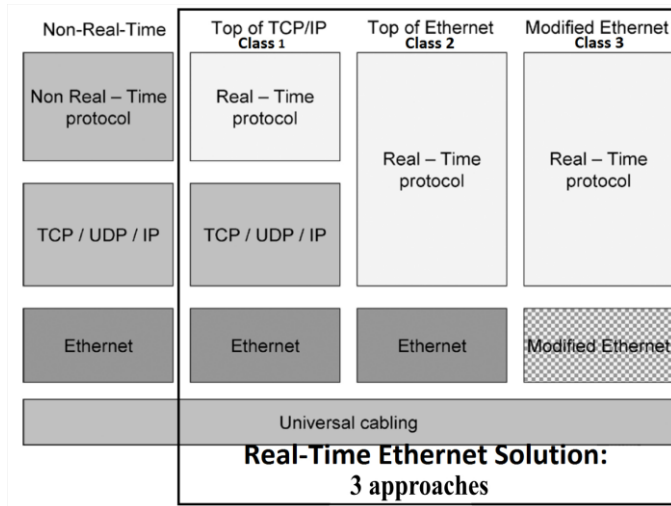 Non-Real-Time
Top of TCP/IP
Class 1
Top of Ethernet
Class 2
Modified Ethernet
Class 3
Non Real – Time
protocol
Real – Time
protocol
Real – Time
protocol
Real – Time
protocol
TCP / UDP / IP
TCP / UDP / IP
Ethernet
Ethernet
Ethernet
Modified Ethernet
Universal cabling
Real-Time Ethernet Solution:
3 approaches